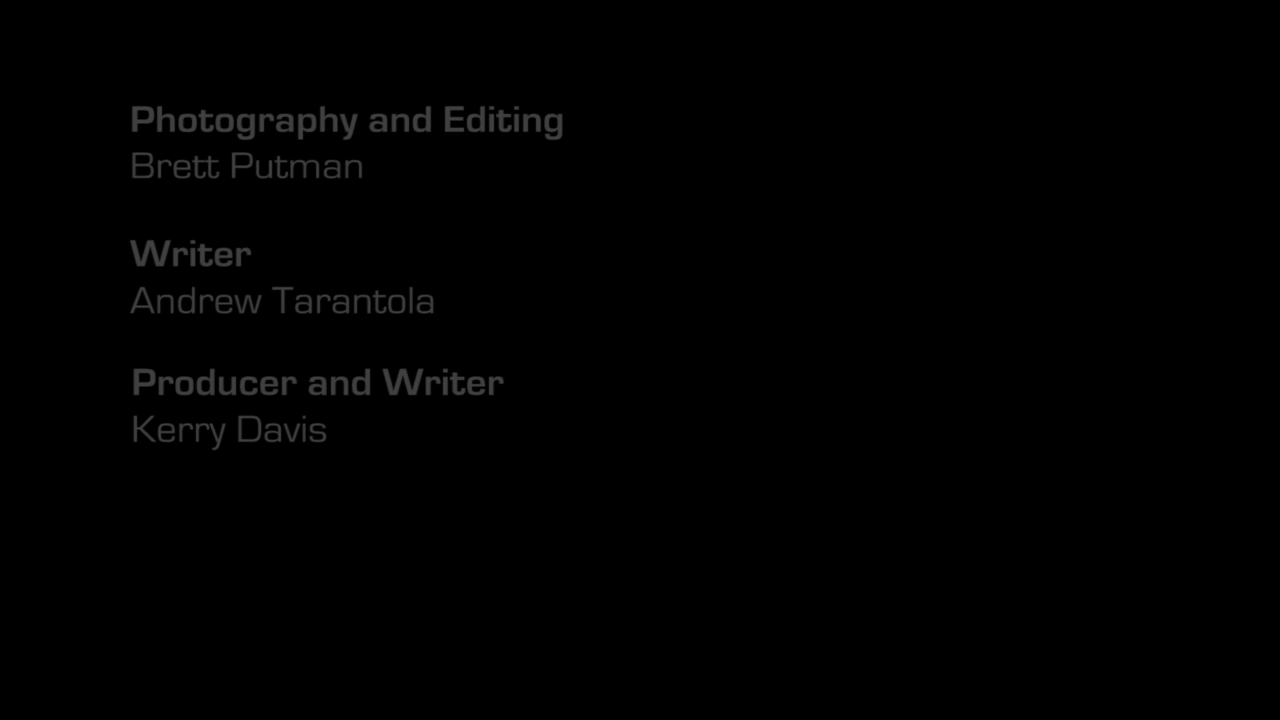 Photography and Editing
Brett Putman
Writer
Andrew Tarantola
Producer and Writer
Kerry Davis